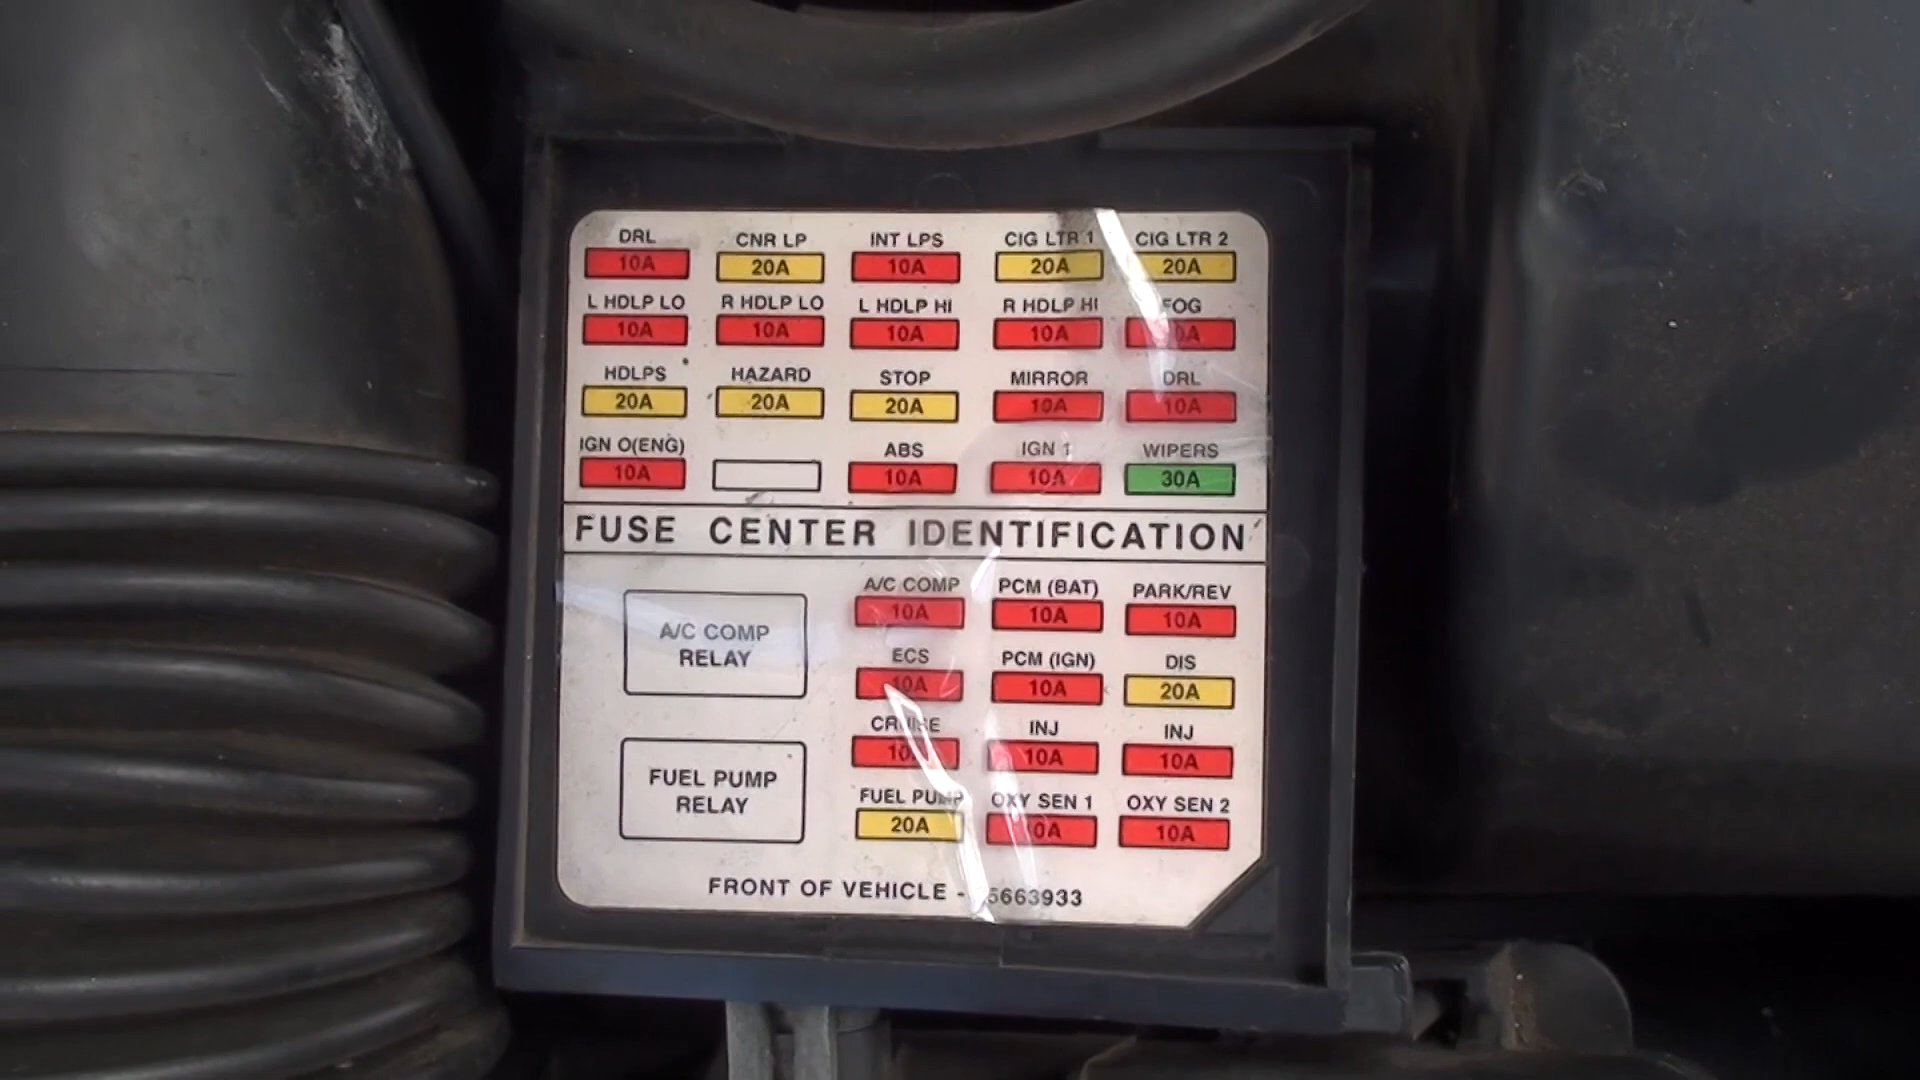 DRL CNR LP INT LPS CIG LTR 1 CIG LTR 2
10A 20A 10A 20A 20A
L HDLP LO R HDLP LO L HDLP HI R HDLP HI FOG
10A 10A 10A 10A
HDLPS HAZARD STOP MIRROR DRL
20A 20A 20A 10A 10A
IGN O(ENG) ABS IGN 1 WIPERS
10A 10A 10A 30A
FUSE CENTER IDENTIFICATION
A/C COMP PCM (BAT) PARK/REV
10A 10A 10A
A/C COMP
RELAY
ECS PCM (IGN) DIS
10A 10A 20A
CRUISE INJ INJ
10A 10A 10A
FUEL PUMP
RELAY
FUEL PUMP OXY SEN 1 OXY SEN 2
20A 10A 10A
FRONT OF VEHICLE -